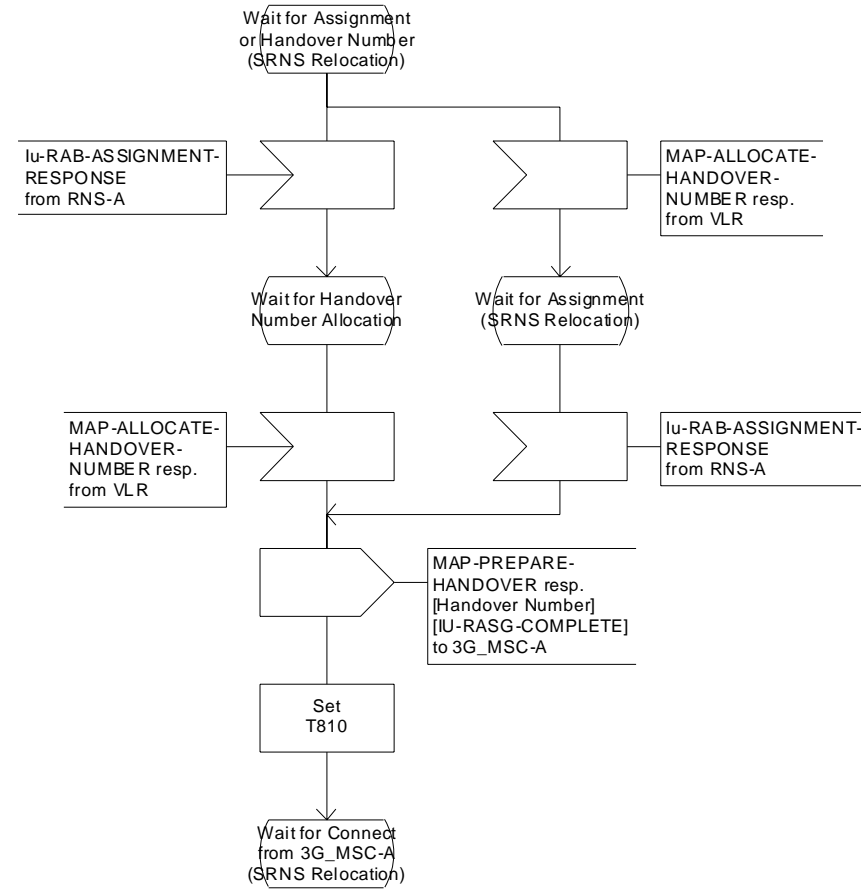 Wait for Assignment
or Handover Number
(SRNS Relocation)
Iu-RAB-ASSIGNMENT-
RESPONSE
from RNS-A
MAP-ALLOCATE-
HANDOVER-
NUMBER resp.
from VLR
Wait for Handover
Number Allocation
Wait for Assignment
(SRNS Relocation)
MAP-ALLOCATE-
HANDOVER-
NUMBER resp.
from VLR
Iu-RAB-ASSIGNMENT-
RESPONSE
from RNS-A
MAP-PREPARE-
HANDOVER resp.
[Handover Number]
[IU-RASG-COMPLETE]
to 3G_MSC-A
Set
T810
Wait for Connect
from 3G_MSC-A
(SRNS Relocation)